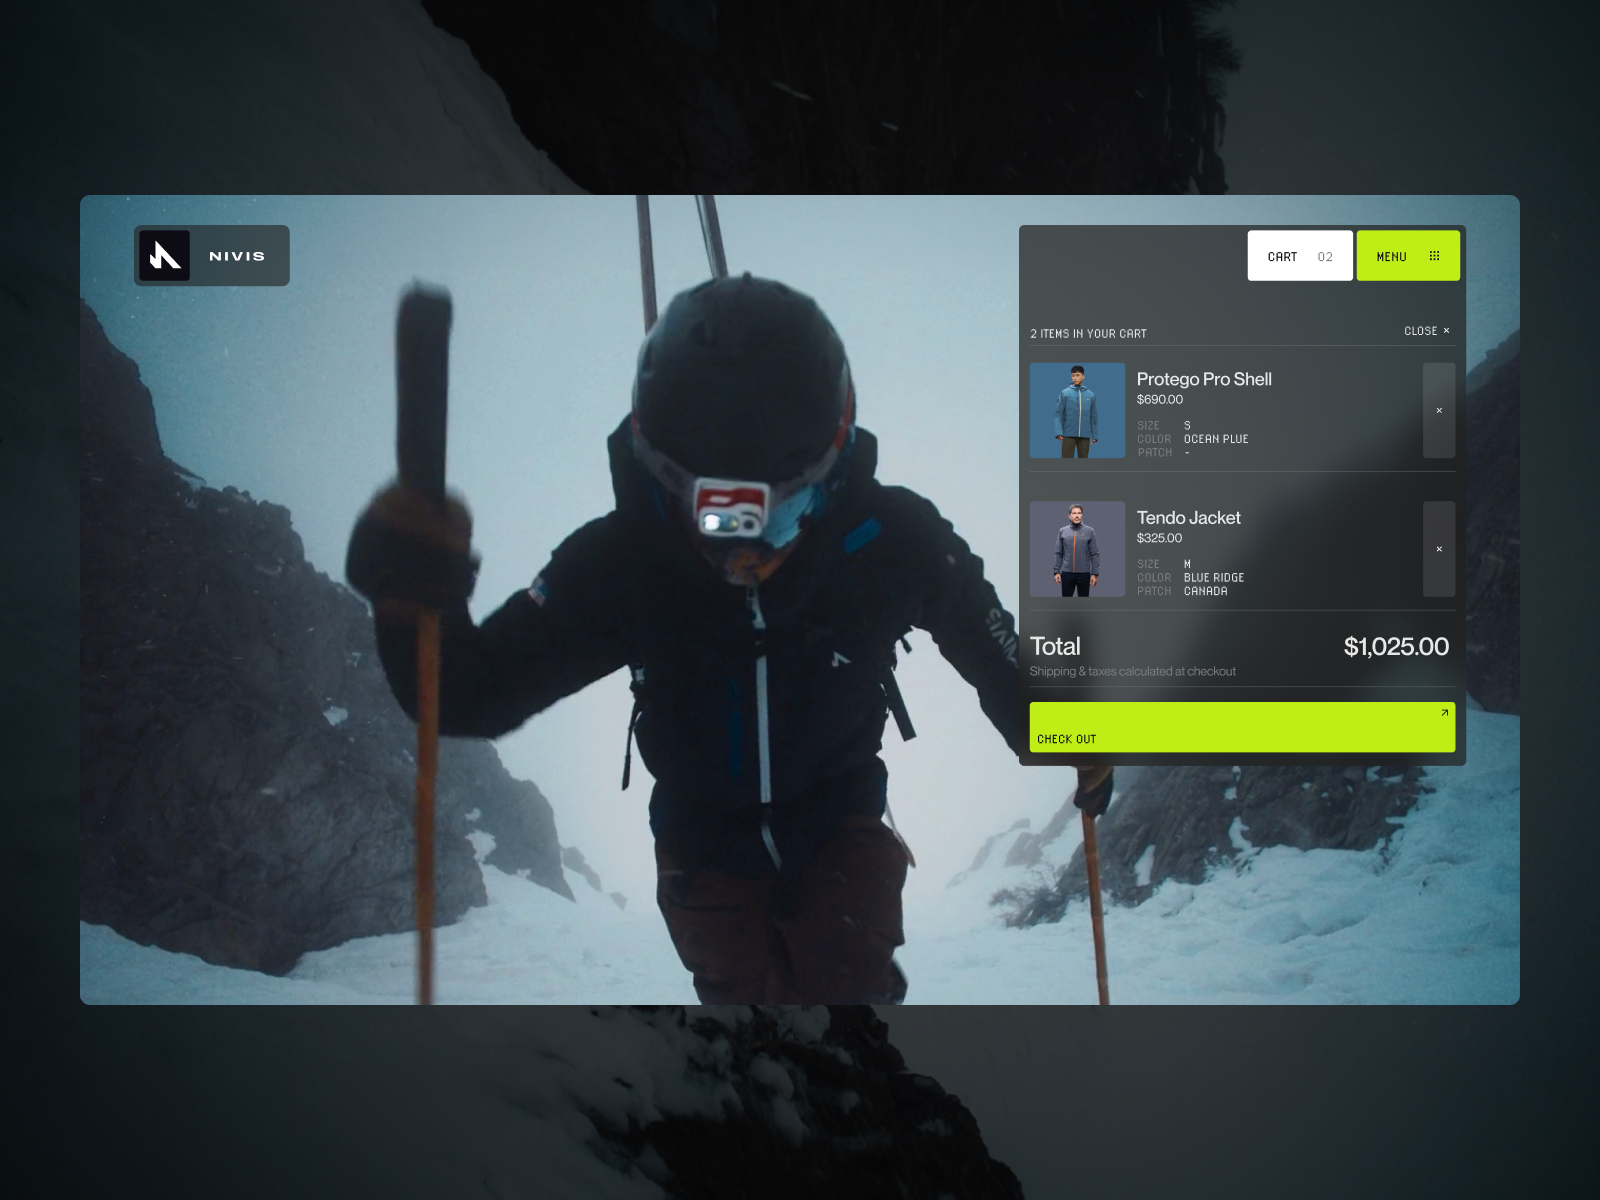 NIVIS
CART 02
MENU
2 ITEMS IN YOUR CART
CLOSE ×
Protego Pro Shell
$690.00
SIZE S
COLOR OCEAN PLUE
PATCH -
×
Tendo Jacket
$325.00
SIZE M
COLOR BLUE RIDGE
PATCH CANADA
×
Total $1,025.00
Shipping & taxes calculated at checkout
CHECK OUT
NIVIS